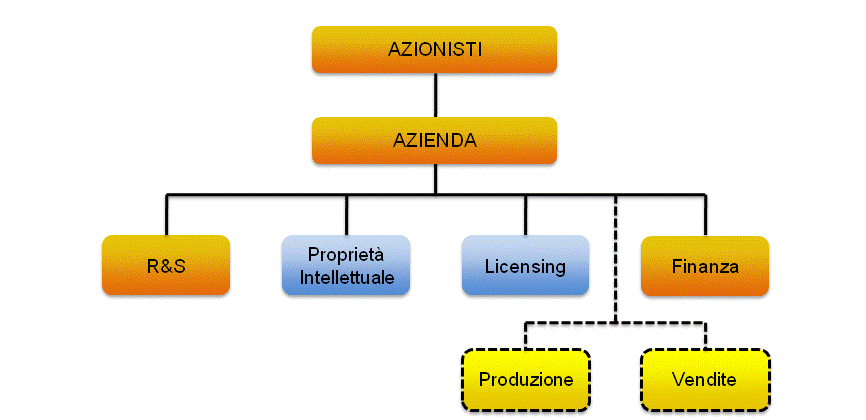 AZIONISTI
AZIENDA
R&S
Proprietà
Intellettuale
Licensing
Finanza
Produzione
Vendite